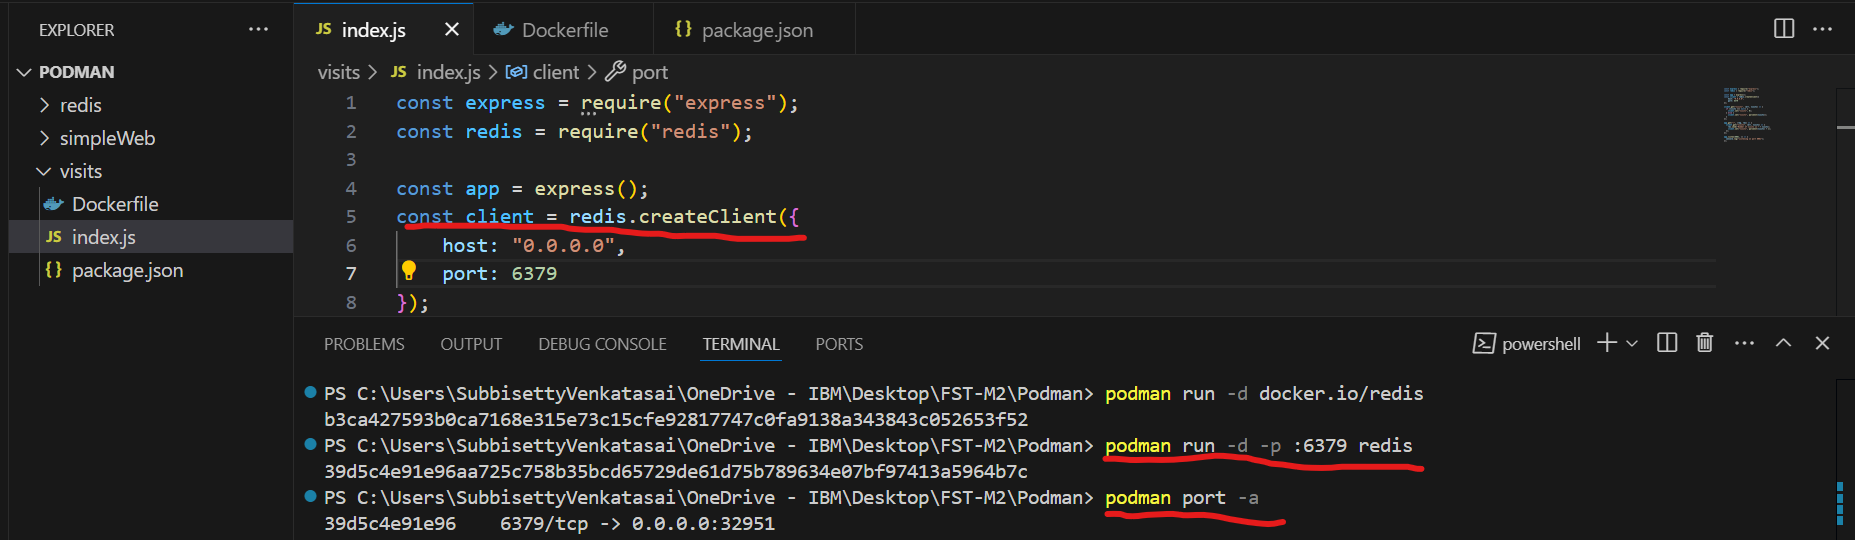 EXPLORER ...
PODMAN
redis
simpleWeb
visits
Dockerfile
JS index.js
{} package.json
JS index.js
Dockerfile
{} package.json
visits > JS index.js > client > port
1 const express = require("express");
2 const redis = require("redis");
3
4 const app = express();
5 const client = redis.createClient({
6 host: "0.0.0.0",
7 port: 6379
8 });
PROBLEMS OUTPUT DEBUG CONSOLE TERMINAL PORTS powershell
PS C:\Users\SubbisettyVenkatasai\OneDrive - IBM\Desktop\FST-M2\Podman> podman run -d docker.io/redis
b3ca427593b0ca7168e315e73c15cfe92817747c0fa9138a343843c052653f52
PS C:\Users\SubbisettyVenkatasai\OneDrive - IBM\Desktop\FST-M2\Podman> podman run -d -p :6379 redis
39d5c4e91e96aa725c758b35bcd65729de61d75b789634e07bf97413a5964b7c
PS C:\Users\SubbisettyVenkatasai\OneDrive - IBM\Desktop\FST-M2\Podman> podman port -a
39d5c4e91e96 6379/tcp -> 0.0.0.0:32951